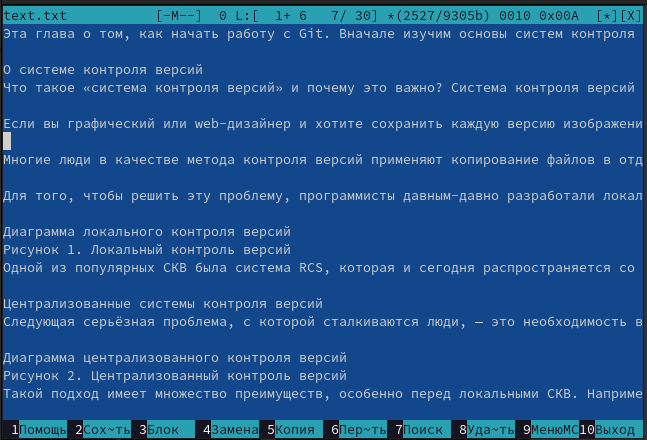 text.txt [-M--] 0 L:[ 1+ 6 7/ 30] *(2527/9305b) 0010 0x00A [*][X]
Эта глава о том, как начать работу с Git. Вначале изучим основы систем контроля
О системе контроля версий
Что такое «система контроля версий» и почему это важно? Система контроля версий
Если вы графический или web-дизайнер и хотите сохранить каждую версию изображени
Многие люди в качестве метода контроля версий применяют копирование файлов в отд
Для того, чтобы решить эту проблему, программисты давным-давно разработали локал
Диаграмма локального контроля версий
Рисунок 1. Локальный контроль версий
Одной из популярных СКВ была система RCS, которая и сегодня распространяется со
Централизованные системы контроля версий
Следующая серьёзная проблема, с которой сталкиваются люди, — это необходимость в
Диаграмма централизованного контроля версий
Рисунок 2. Централизованный контроль версий
Такой подход имеет множество преимуществ, особенно перед локальными СКВ. Наприме
1Помощь 2Сох~ть 3Блок 4Замена 5Копия 6Пер~ть 7Поиск 8Уда~ть 9МенюMC 10Выход